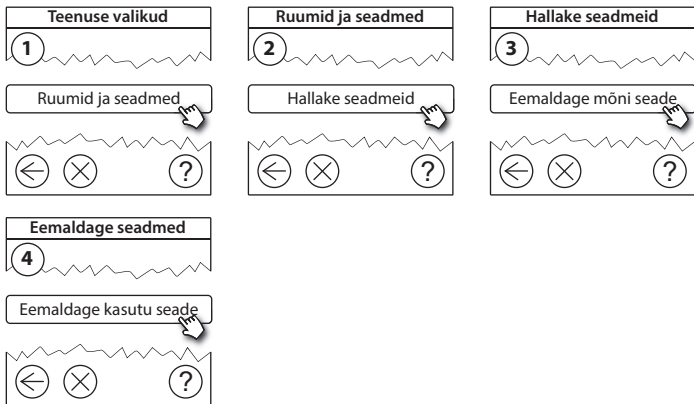 Teenuse valikud
1
Ruumid ja seadmed
?
Ruumid ja seadmed
2
Hallake seadmeid
?
Hallake seadmeid
3
Eemaldage mõni seade
?
Eemaldage seadmed
4
Eemaldage kasutu seade
?